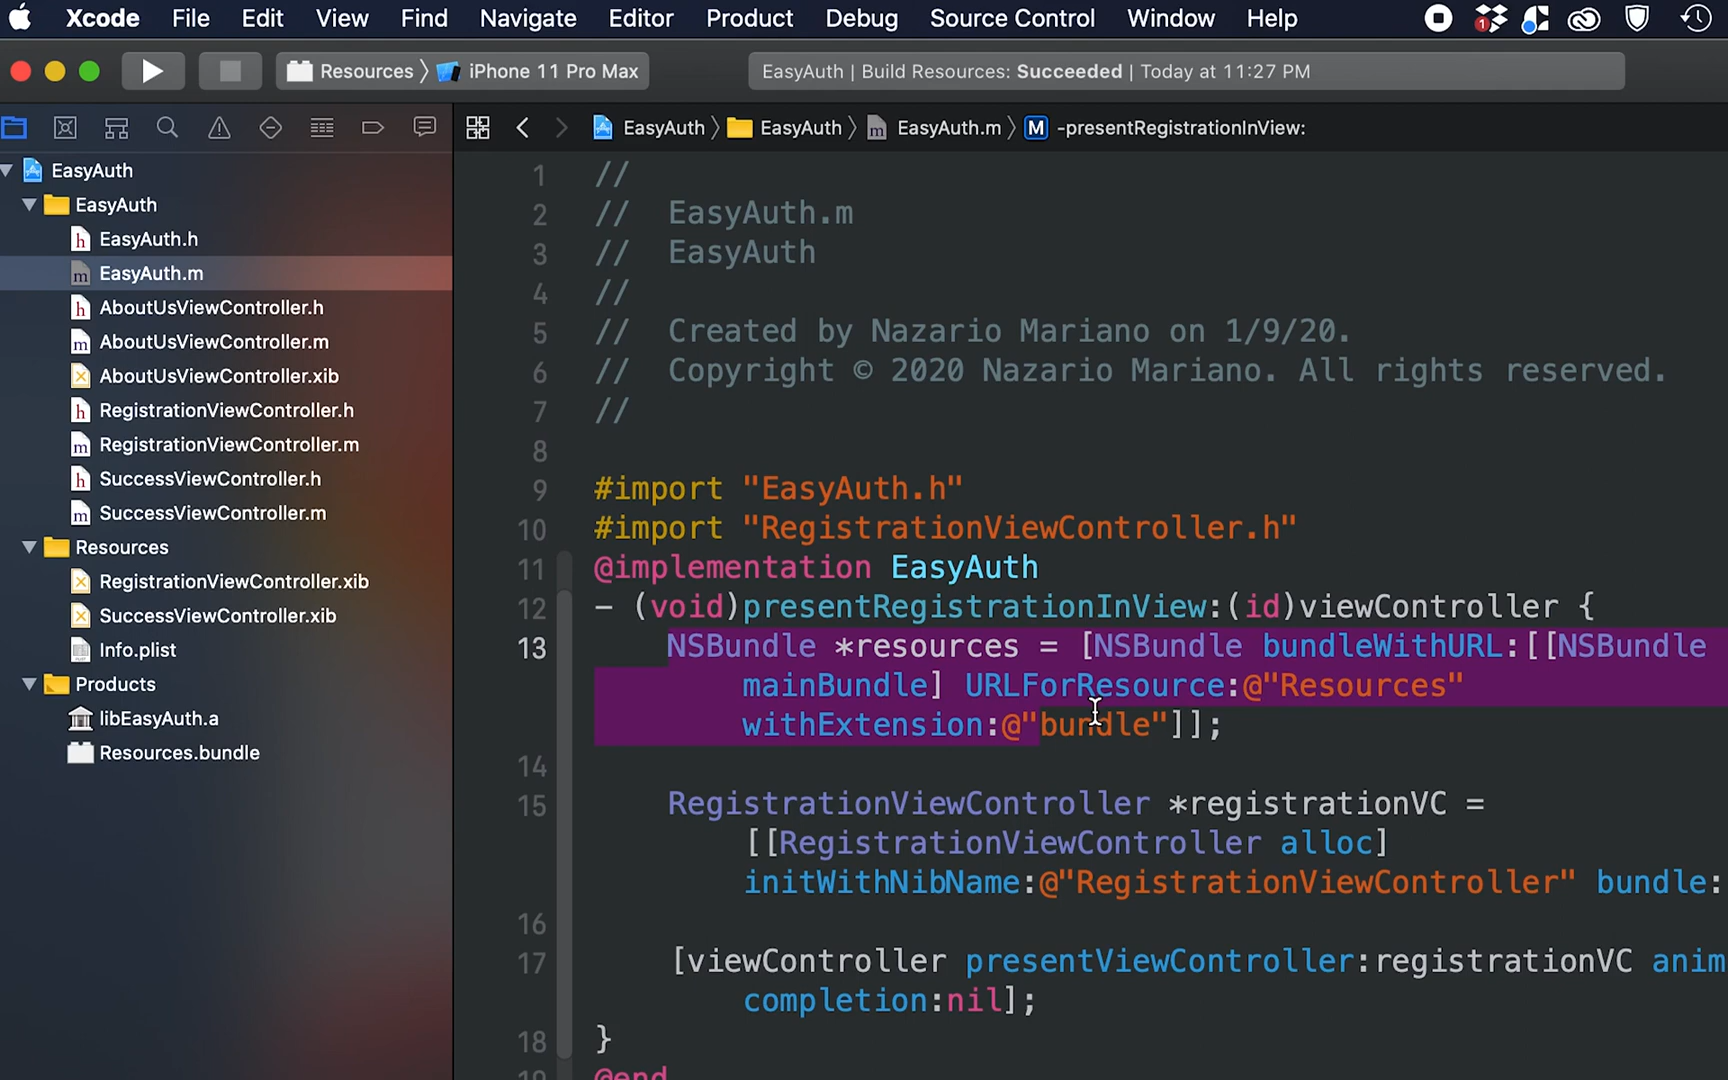 Xcode File Edit View Find Navigate Editor Product Debug Source Control Window Help 1
Resources 〉 iPhone 11 Pro Max
EasyAuth | Build Resources: Succeeded | Today at 11:27 PM
EasyAuth 〉 EasyAuth 〉 m EasyAuth.m 〉 M -presentRegistrationInView:
EasyAuth
EasyAuth
h EasyAuth.h
m EasyAuth.m
h AboutUsViewController.h
m AboutUsViewController.m
AboutUsViewController.xib
h RegistrationViewController.h
m RegistrationViewController.m
h SuccessViewController.h
m SuccessViewController.m
Resources
RegistrationViewController.xib
SuccessViewController.xib
Info.plist
Products
libEasyAuth.a
Resources.bundle
1 //
2 // EasyAuth.m
3 // EasyAuth
4 //
5 // Created by Nazario Mariano on 1/9/20.
6 // Copyright © 2020 Nazario Mariano. All rights reserved.
7 //
8
9 #import "EasyAuth.h"
10 #import "RegistrationViewController.h"
11 @implementation EasyAuth
12 - (void)presentRegistrationInView:(id)viewController {
13 NSBundle *resources = [NSBundle bundleWithURL:[[NSBundle
mainBundle] URLForResource:@"Resources"
withExtension:@"bundle"]];
14
15 RegistrationViewController *registrationVC =
[[RegistrationViewController alloc]
initWithNibName:@"RegistrationViewController" bundle:
16
17 [viewController presentViewController:registrationVC anim
completion:nil];
18 }
19 @end